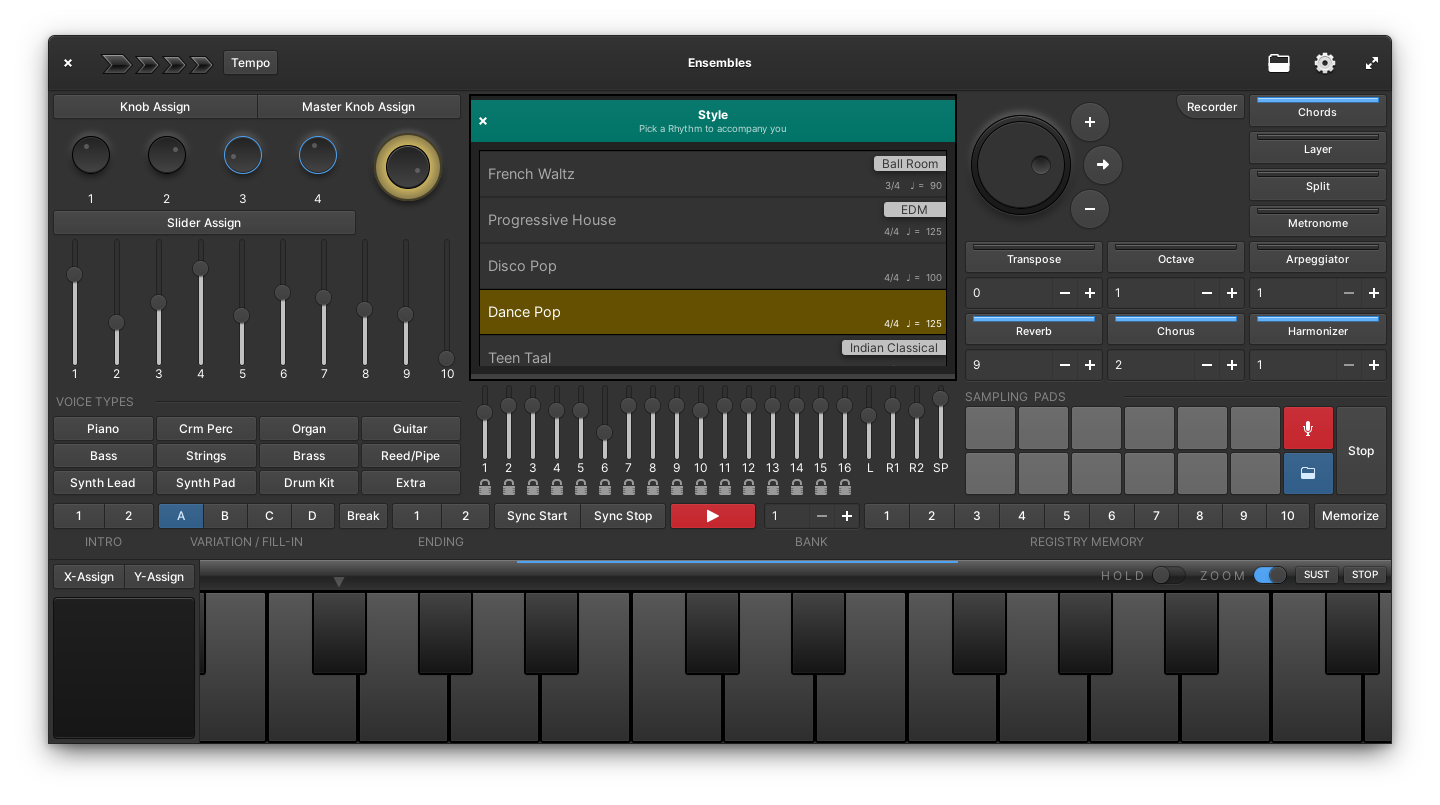 Tempo
Ensembles
Knob Assign
Master Knob Assign
1 2 3 4
Slider Assign
1 2 3 4 5 6 7 8 9 10
VOICE TYPES
Piano Crm Perc Organ Guitar
Bass Strings Brass Reed/Pipe
Synth Lead Synth Pad Drum Kit Extra
Style
Pick a Rhythm to accompany you
French Waltz Ball Room
3/4 ♩ = 90
Progressive House EDM
4/4 ♩ = 125
Disco Pop
4/4 ♩ = 100
Dance Pop
4/4 ♩ = 125
Teen Taal Indian Classical
1 2 3 4 5 6 7 8 9 10 11 12 13 14 15 16 L R1 R2 SP
Recorder
Chords
Layer
Split
Metronome
Transpose Octave Arpeggiator
0 − + 1 − + 1 − +
Reverb Chorus Harmonizer
9 − + 2 − + 1 − +
SAMPLING PADS
Stop
1 2 A B C D Break 1 2 Sync Start Sync Stop 1 − + 1 2 3 4 5 6 7 8 9 10 Memorize
INTRO VARIATION / FILL-IN ENDING BANK REGISTRY MEMORY
X-Assign Y-Assign HOLD ZOOM SUST STOP